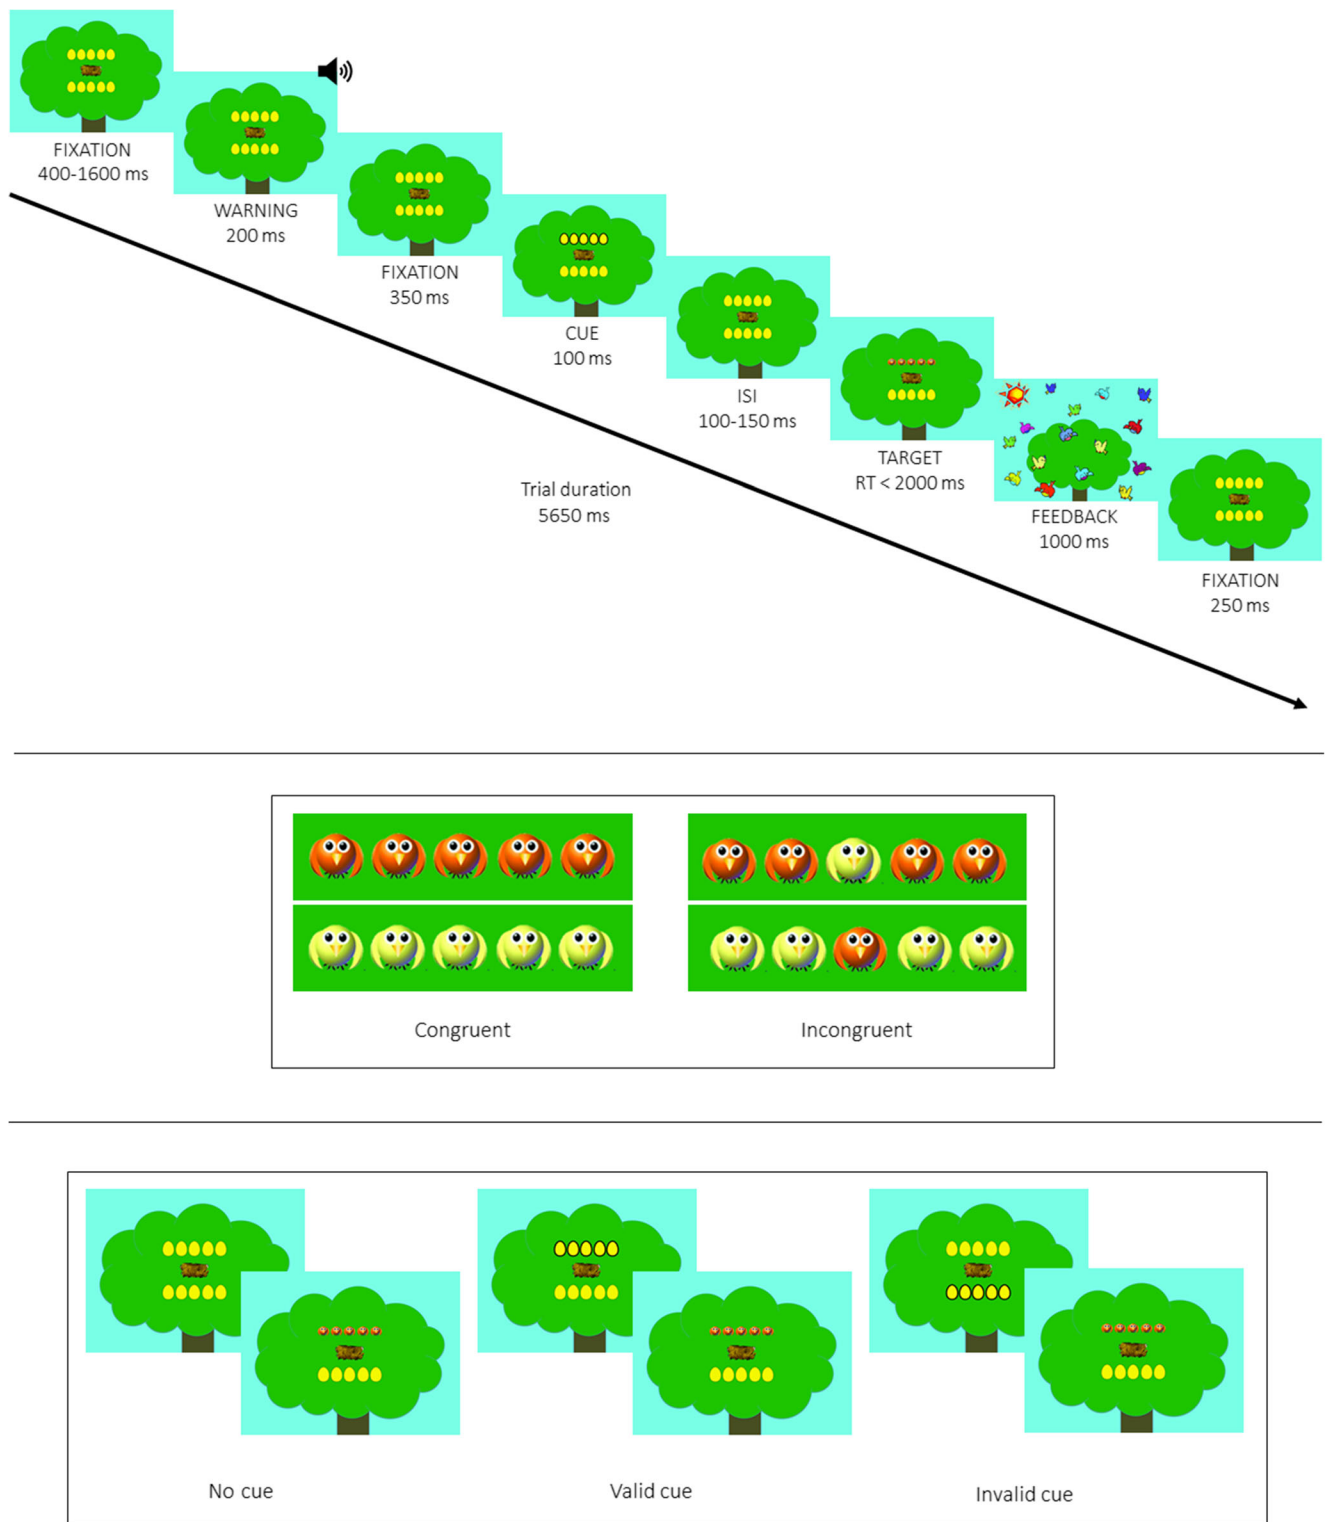 FIXATION
400-1600 ms
WARNING
200 ms
FIXATION
350 ms
CUE
100 ms
ISI
100-150 ms
TARGET
RT < 2000 ms
FEEDBACK
1000 ms
FIXATION
250 ms
Trial duration
5650 ms
Congruent
Incongruent
No cue
Valid cue
Invalid cue